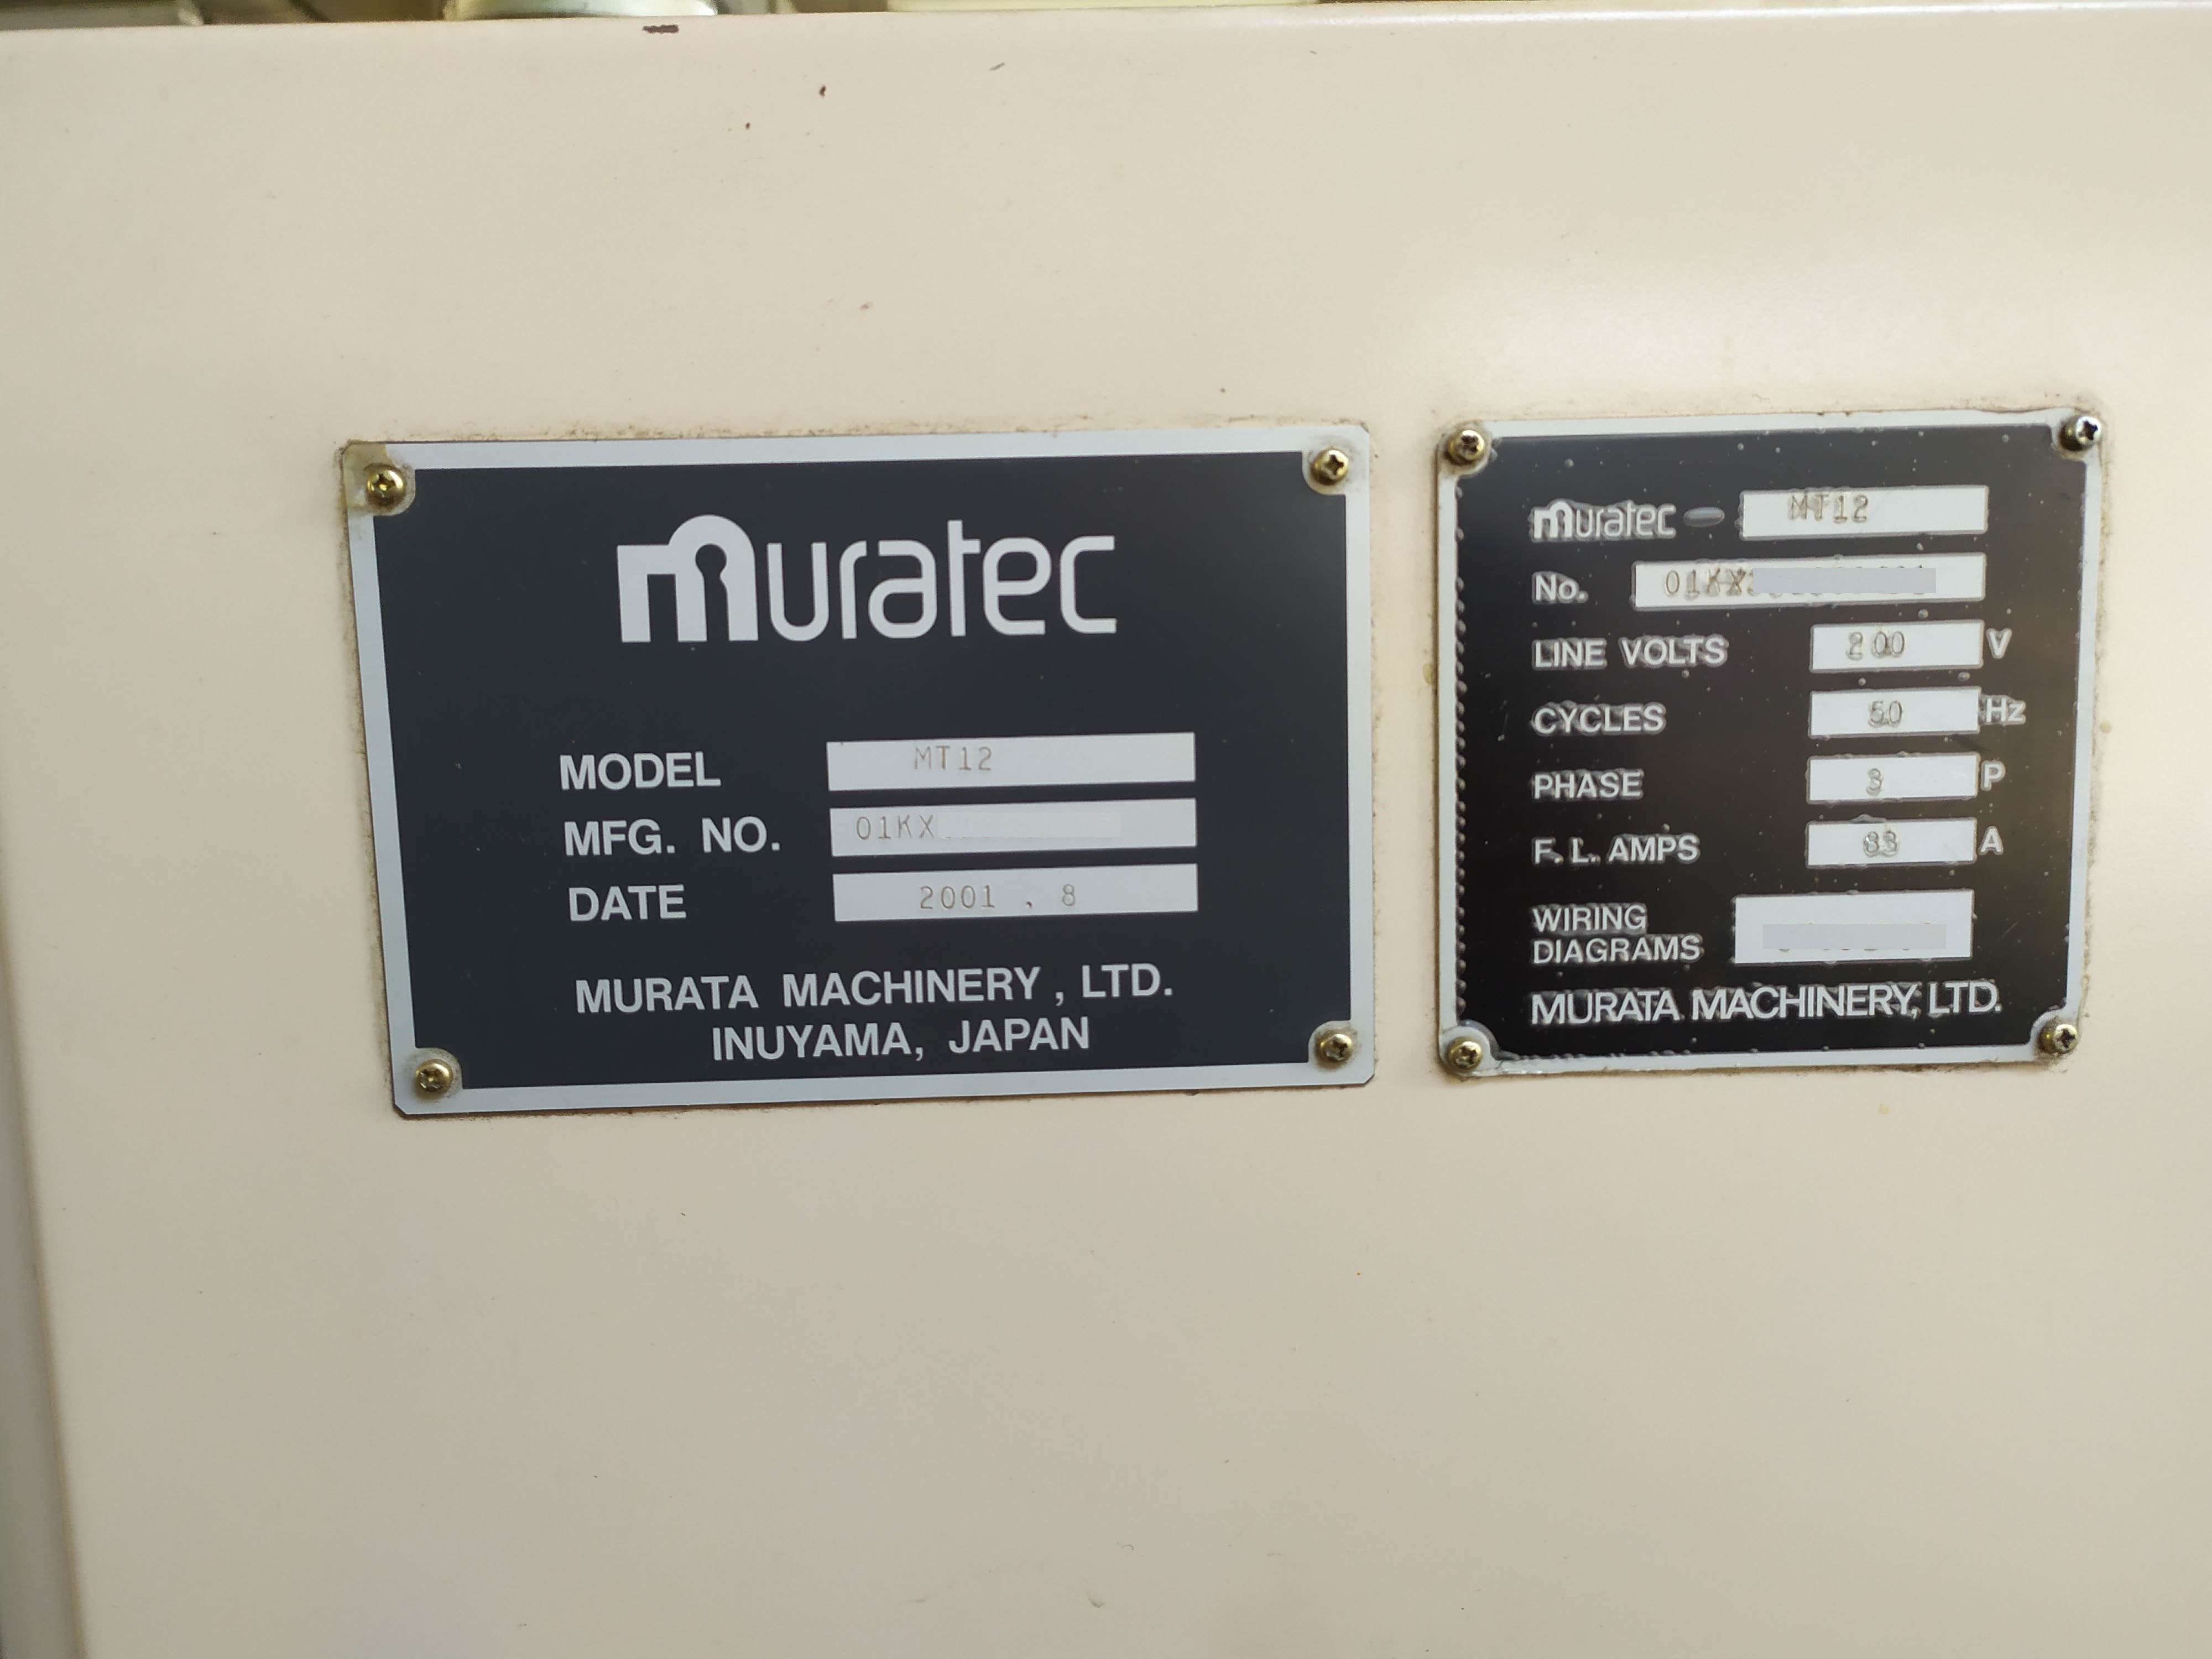 muratec
MODEL MT12
MFG. NO. 01KX
DATE 2001 . 8
MURATA MACHINERY, LTD.
INUYAMA, JAPAN
muratec - MT12
No. 01KX
LINE VOLTS 200 V
CYCLES 50 Hz
PHASE 3 P
F. L. AMPS A
WIRING
DIAGRAMS
MURATA MACHINERY, LTD.